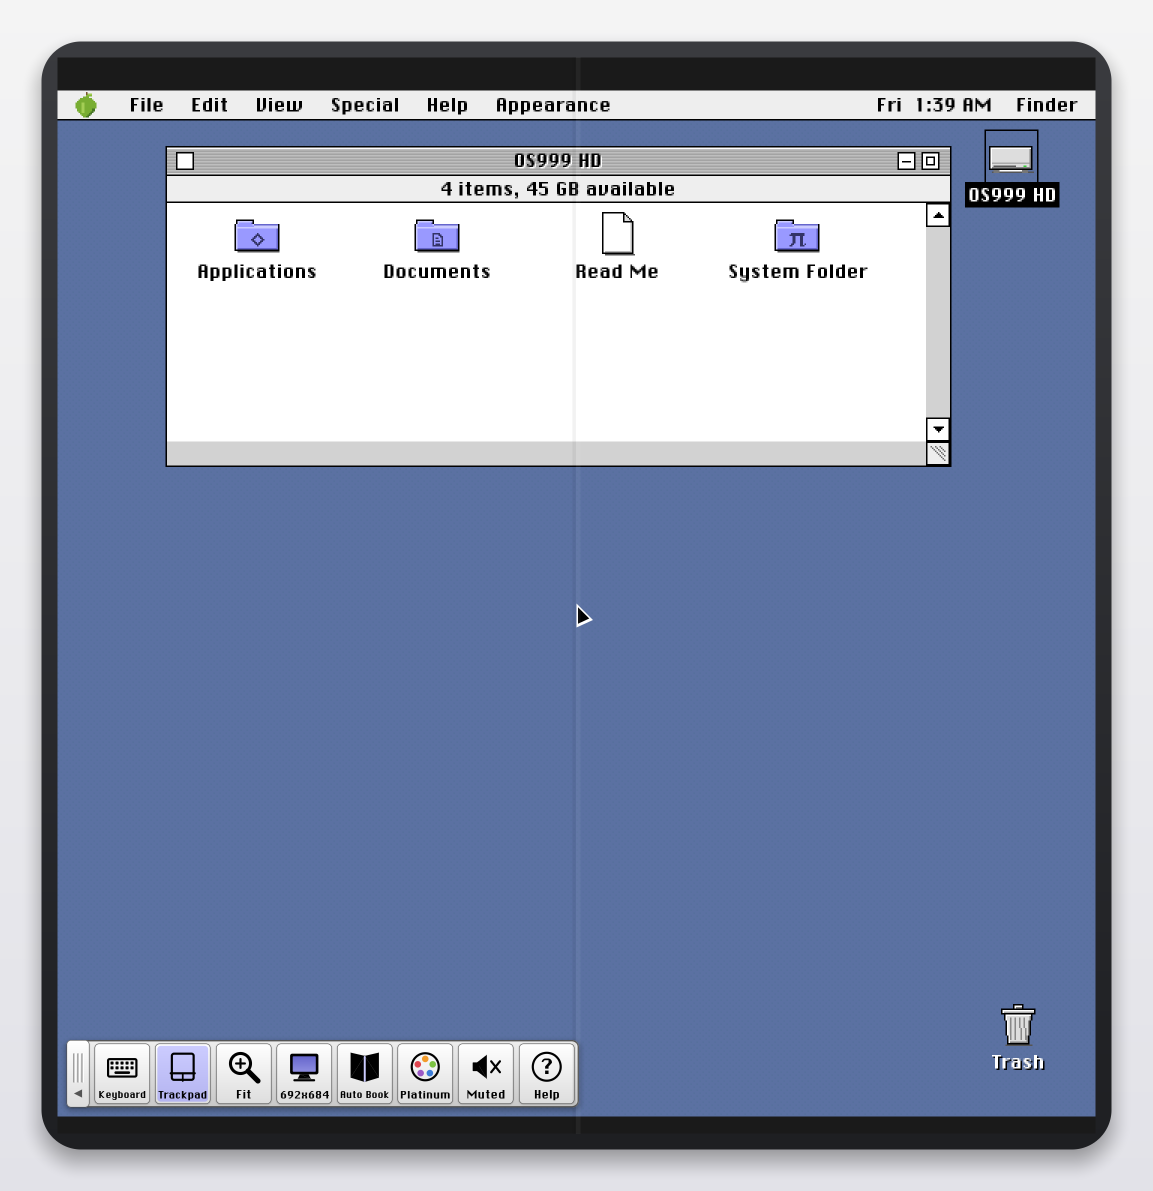 File Edit View Special Help Appearance Fri 1:39 AM Finder
OS999 HD
4 items, 45 GB available
OS999 HD
Applications Documents Read Me System Folder
Trash
Keyboard Trackpad Fit 692x684 Auto Book Platinum Muted Help